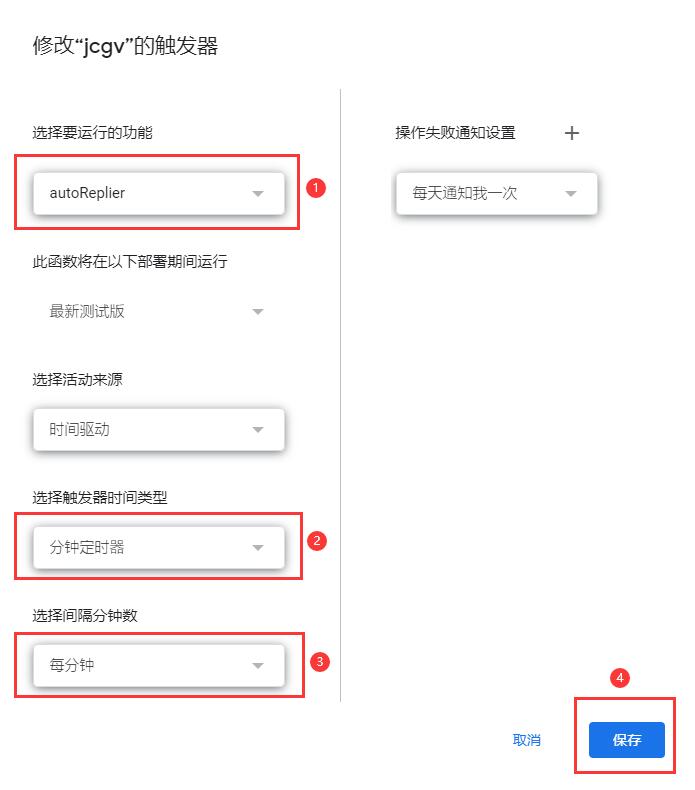 修改“jcgv”的触发器
选择要运行的功能
autoReplier
1
此函数将在以下部署期间运行
最新测试版
选择活动来源
时间驱动
选择触发器时间类型
分钟定时器
2
选择间隔分钟数
每分钟
3
操作失败通知设置 +
每天通知我一次
4
取消
保存